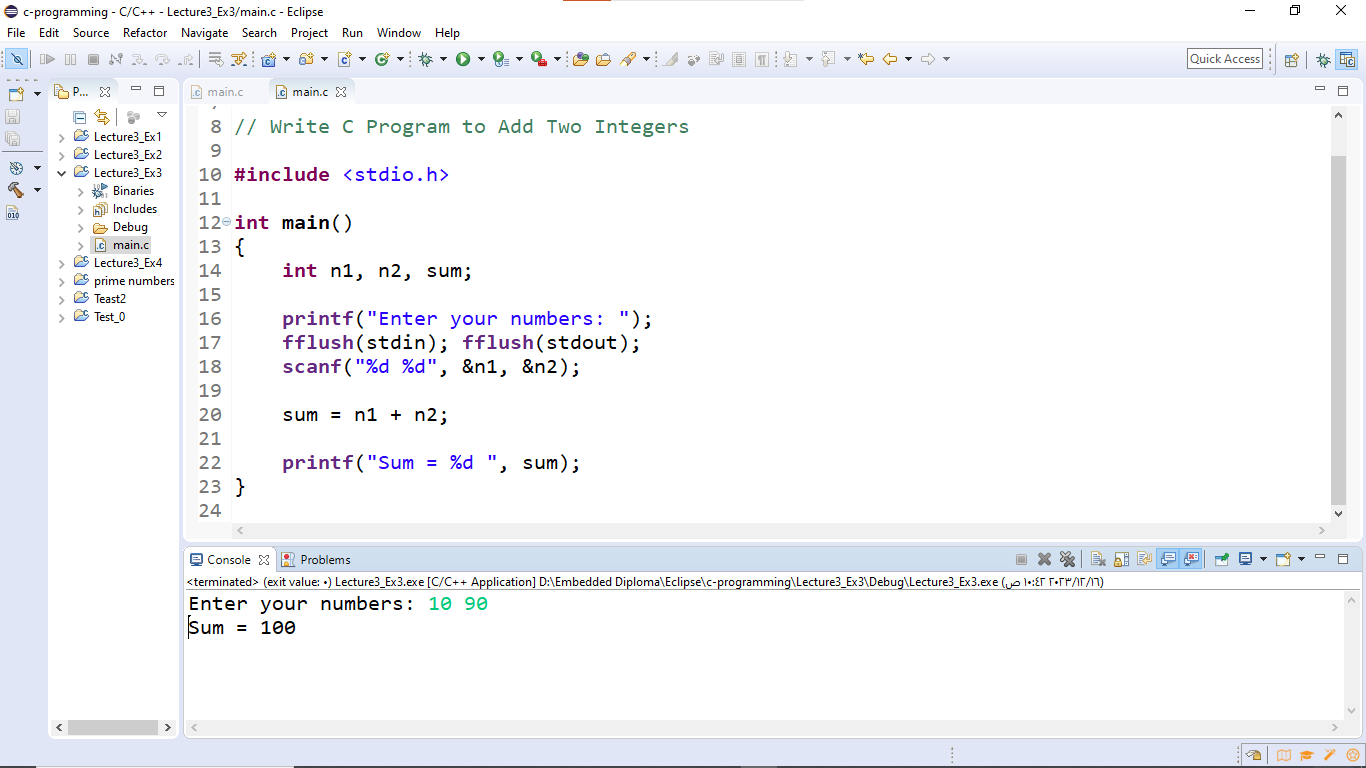 c-programming - C/C++ - Lecture3_Ex3/main.c - Eclipse
File Edit Source Refactor Navigate Search Project Run Window Help
Quick Access
P...
main.c
main.c
Lecture3_Ex1
Lecture3_Ex2
Lecture3_Ex3
Binaries
Includes
Debug
main.c
Lecture3_Ex4
prime numbers
Teast2
Test_0
8 // Write C Program to Add Two Integers
9
10 #include <stdio.h>
11
12 int main()
13 {
14 int n1, n2, sum;
15
16 printf("Enter your numbers: ");
17 fflush(stdin); fflush(stdout);
18 scanf("%d %d", &n1, &n2);
19
20 sum = n1 + n2;
21
22 printf("Sum = %d ", sum);
23 }
24
Console Problems
<terminated> (exit value: ٠) Lecture3_Ex3.exe [C/C++ Application] D:\Embedded Diploma\Eclipse\c-programming\Lecture3_Ex3\Debug\Lecture3_Ex3.exe (١٦‏/١٢‏/٢٠٢٣ ١٠:٤٢ ص)
Enter your numbers: 10 90
Sum = 100